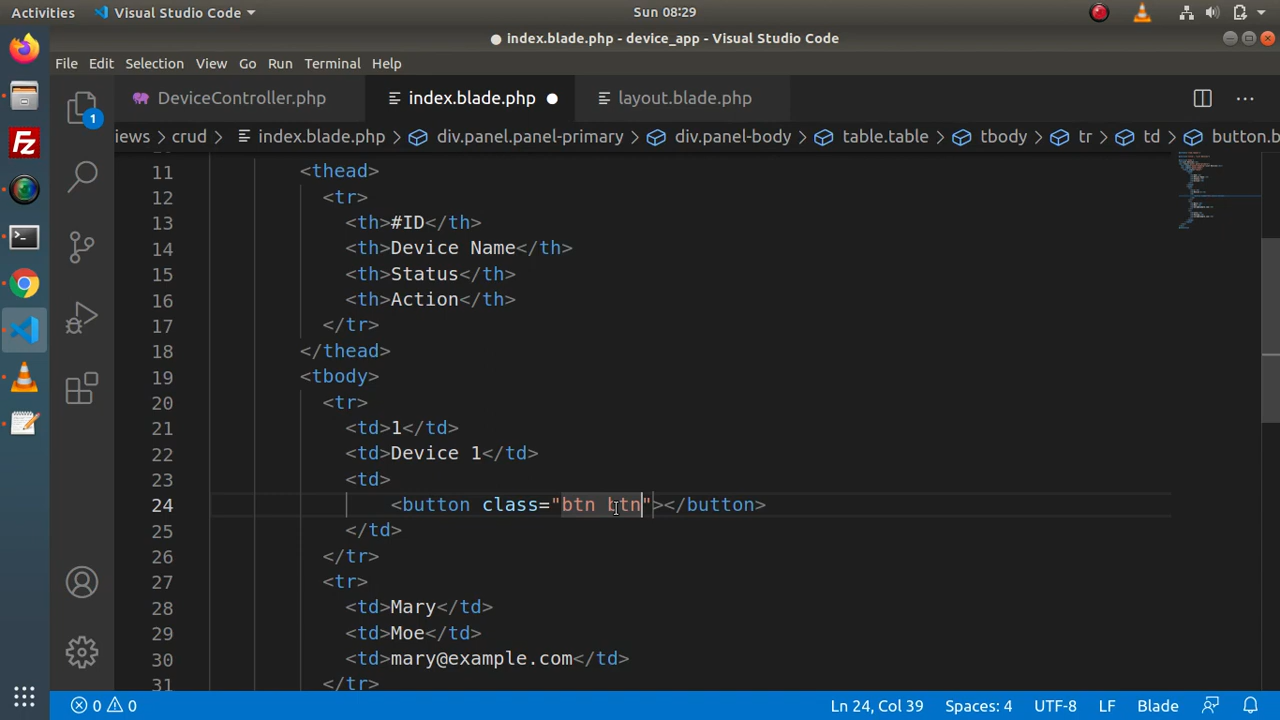 Activities Visual Studio Code Sun 08:29
index.blade.php - device_app - Visual Studio Code
File Edit Selection View Go Run Terminal Help
DeviceController.php index.blade.php layout.blade.php
1
iews crud index.blade.php div.panel.panel-primary div.panel-body table.table tbody tr td button.b
11 <thead>
12 <tr>
13 <th>#ID</th>
14 <th>Device Name</th>
15 <th>Status</th>
16 <th>Action</th>
17 </tr>
18 </thead>
19 <tbody>
20 <tr>
21 <td>1</td>
22 <td>Device 1</td>
23 <td>
24 <button class="btn btn"></button>
25 </td>
26 </tr>
27 <tr>
28 <td>Mary</td>
29 <td>Moe</td>
30 <td>mary@example.com</td>
31 </tr>
0 0 Ln 24, Col 39 Spaces: 4 UTF-8 LF Blade